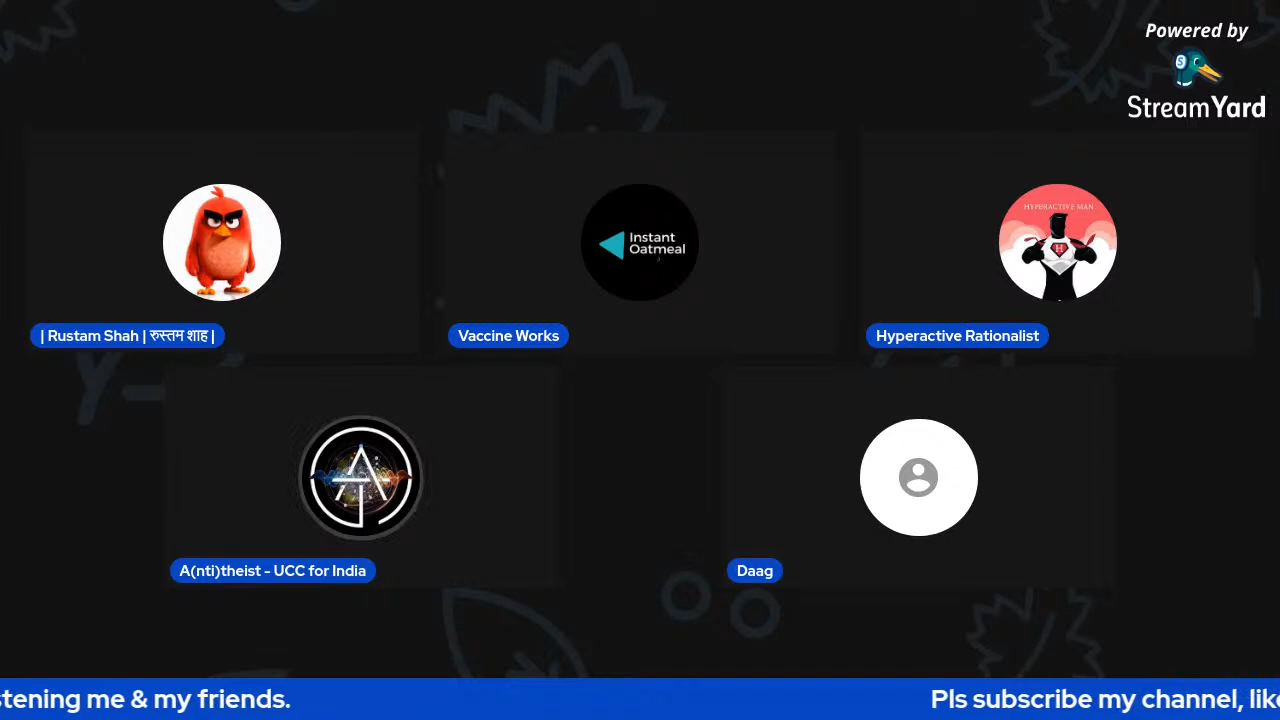 Powered by
StreamYard
HYPERACTIVE MAN
H
Instant
Oatmeal
| Rustam Shah | रुस्तम शाह |
Vaccine Works
Hyperactive Rationalist
A(nti)theist - UCC for India
Daag
stening me & my friends.
Pls subscribe my channel, like